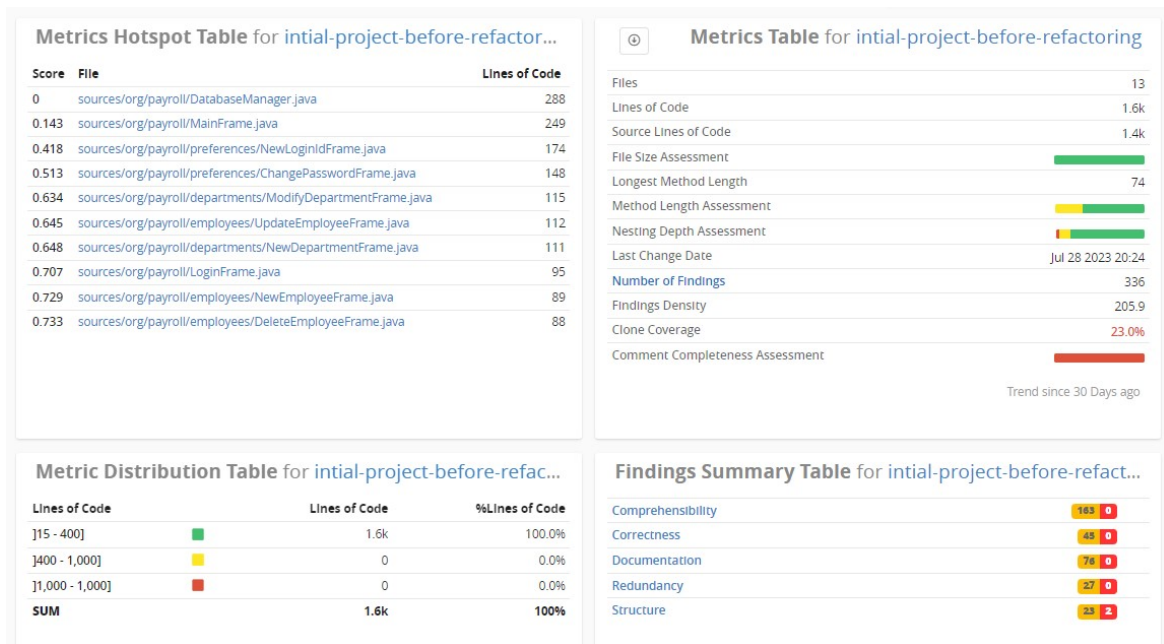 Metrics Hotspot Table for intial-project-before-refactor...
Score File Lines of Code
0 sources/org/payroll/DatabaseManager.java 288
0.143 sources/org/payroll/MainFrame.java 249
0.418 sources/org/payroll/preferences/NewLoginIdFrame.java 174
0.513 sources/org/payroll/preferences/ChangePasswordFrame.java 148
0.634 sources/org/payroll/departments/ModifyDepartmentFrame.java 115
0.645 sources/org/payroll/employees/UpdateEmployeeFrame.java 112
0.648 sources/org/payroll/departments/NewDepartmentFrame.java 111
0.707 sources/org/payroll/LoginFrame.java 95
0.729 sources/org/payroll/employees/NewEmployeeFrame.java 89
0.733 sources/org/payroll/employees/DeleteEmployeeFrame.java 88
Metrics Table for intial-project-before-refactoring
Files 13
Lines of Code 1.6k
Source Lines of Code 1.4k
File Size Assessment
Longest Method Length 74
Method Length Assessment
Nesting Depth Assessment
Last Change Date Jul 28 2023 20:24
Number of Findings 336
Findings Density 205.9
Clone Coverage 23.0%
Comment Completeness Assessment
Trend since 30 Days ago
Metric Distribution Table for intial-project-before-refac...
Lines of Code Lines of Code %Lines of Code
]15 - 400] 1.6k 100.0%
]400 - 1,000] 0 0.0%
]1,000 - 1,000] 0 0.0%
SUM 1.6k 100%
Findings Summary Table for intial-project-before-refact...
Comprehensibility 163 0
Correctness 45 0
Documentation 76 0
Redundancy 27 0
Structure 23 2